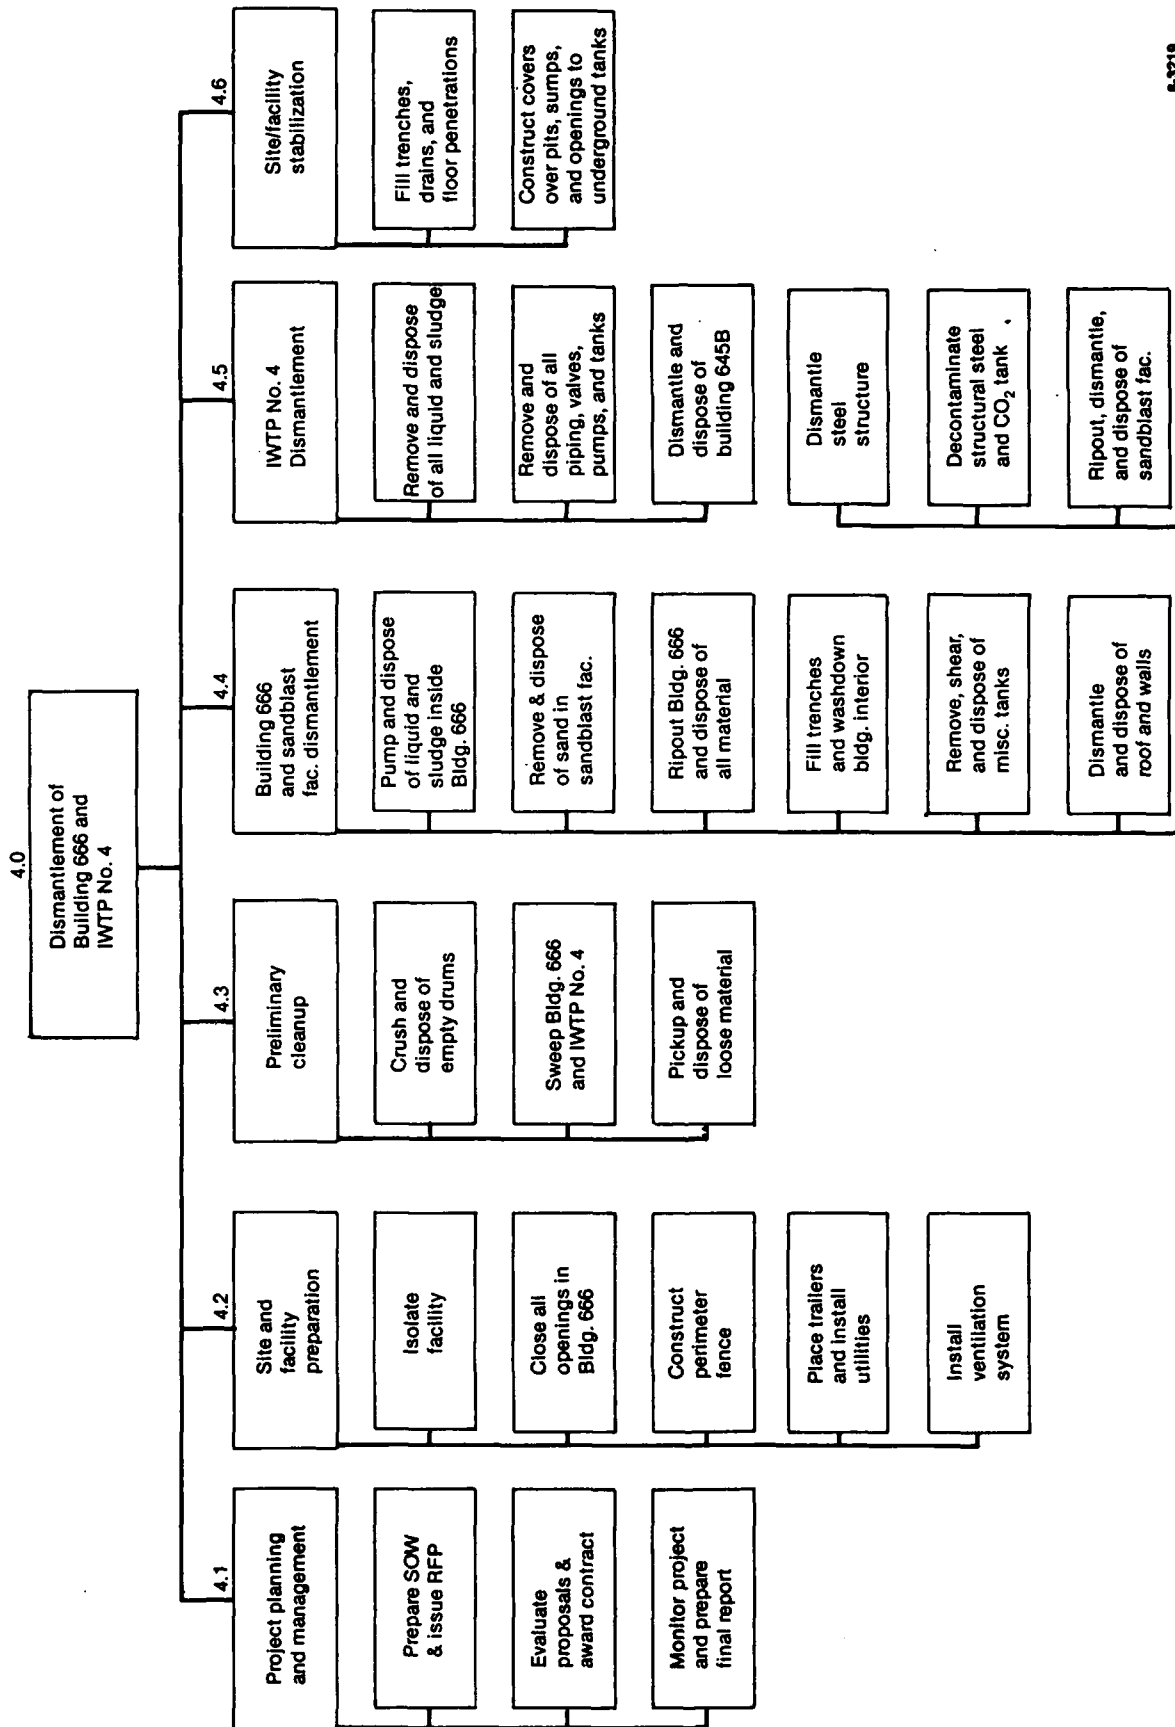 4.0
Dismantlement of
Building 666 and
IWTP No. 4
4.1
Project planning
and management
Prepare SOW
& issue RFP
Evaluate
proposals &
award contract
Monitor project
and prepare
final report
4.2
Site and
facility
preparation
Isolate
facility
Close all
openings in
Bldg. 666
Construct
perimeter
fence
Place trailers
and install
utilities
Install
ventilation
system
4.3
Preliminary
cleanup
Crush and
dispose of
empty drums
Sweep Bldg. 666
and IWTP No. 4
Pickup and
dispose of
loose material
4.4
Building 666
and sandblast
fac. dismantlement
Pump and dispose
of liquid and
sludge inside
Bldg. 666
Remove & dispose
of sand in
sandblast fac.
Ripout Bldg. 666
and dispose of
all material
Fill trenches
and washdown
bldg. interior
Remove, shear,
and dispose of
misc. tanks
Dismantle
and dispose of
roof and walls
4.5
IWTP No. 4
Dismantlement
Remove and dispose
of all liquid and sludge
Remove and
dispose of all
piping, valves,
pumps, and tanks
Dismantle and
dispose of
building 645B
Dismantle
steel
structure
Decontaminate
structural steel
and CO₂ tank
Ripout, dismantle,
and dispose of
sandblast fac.
4.6
Site/facility
stabilization
Fill trenches,
drains, and
floor penetrations
Construct covers
over pits, sumps,
and openings to
underground tanks